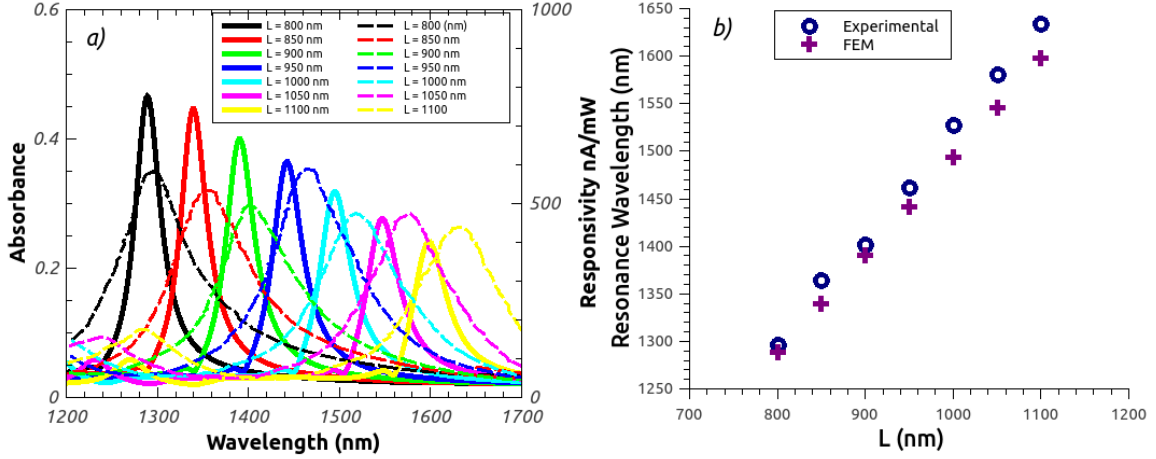 a)
L = 800 nm
L = 850 nm
L = 900 nm
L = 950 nm
L = 1000 nm
L = 1050 nm
L = 1100 nm
L = 800 (nm)
L = 850 nm
L = 900 nm
L = 950 nm
L = 1000 nm
L = 1050 nm
L = 1100
0.6
0.4
0.2
0
Absorbance
1000
500
0
Responsivity nA/mW
1200 1300 1400 1500 1600 1700
Wavelength (nm)
b)
Experimental
FEM
1650
1600
1550
1500
1450
1400
1350
1300
1250
Resonance Wavelength (nm)
700 800 900 1000 1100 1200
L (nm)